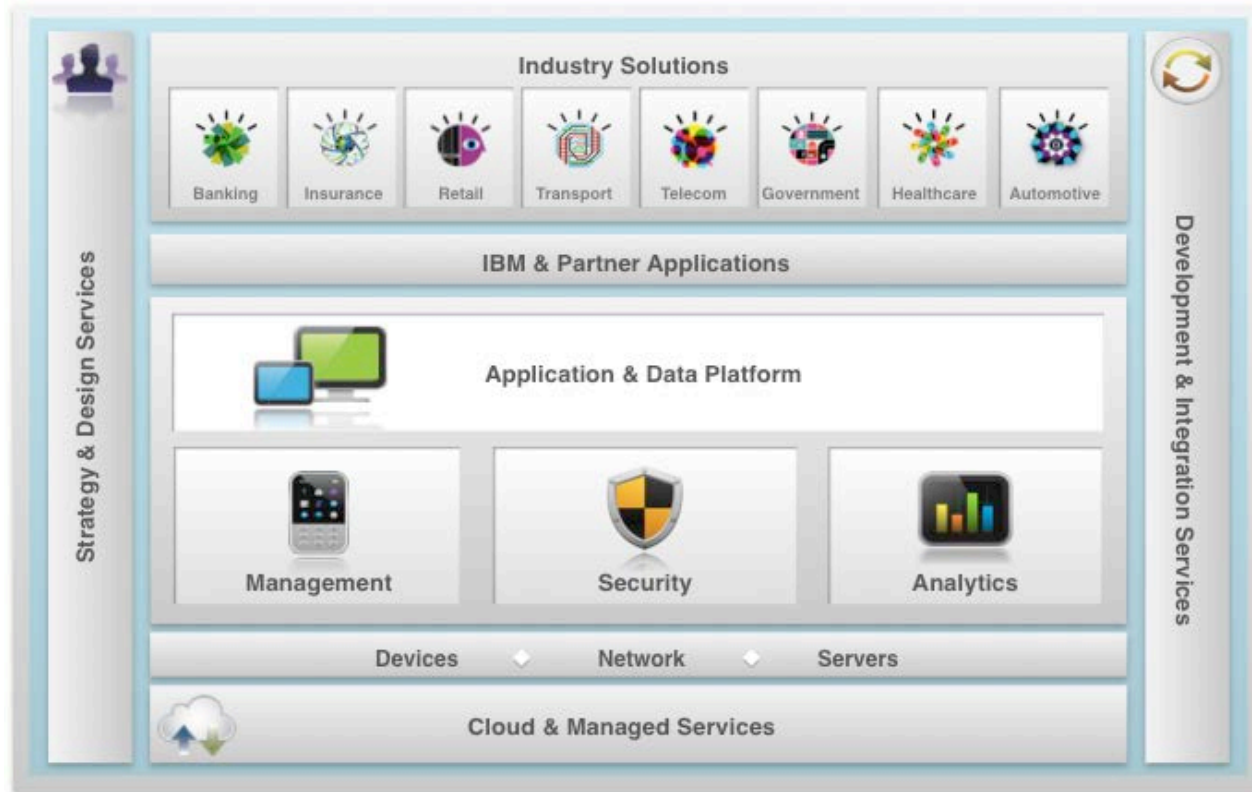 Industry Solutions
Banking
Insurance
Retail
Transport
Telecom
Government
Healthcare
Automotive
Strategy & Design Services
Development & Integration Services
IBM & Partner Applications
Application & Data Platform
Management
Security
Analytics
Devices Network Servers
Cloud & Managed Services